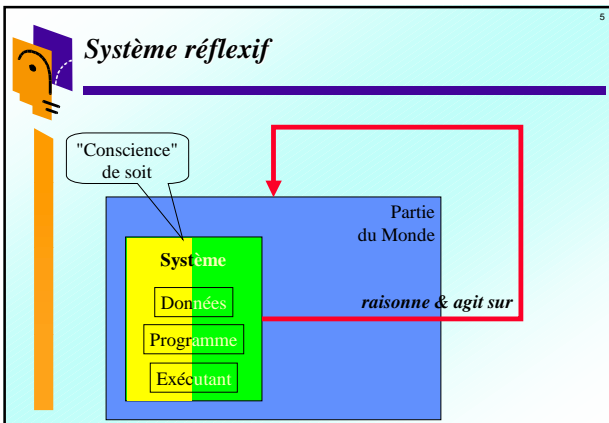 5
Système réflexif
"Conscience"
de soit
Partie
du Monde
Système
Données
raisonne & agit sur
Programme
Exécutant